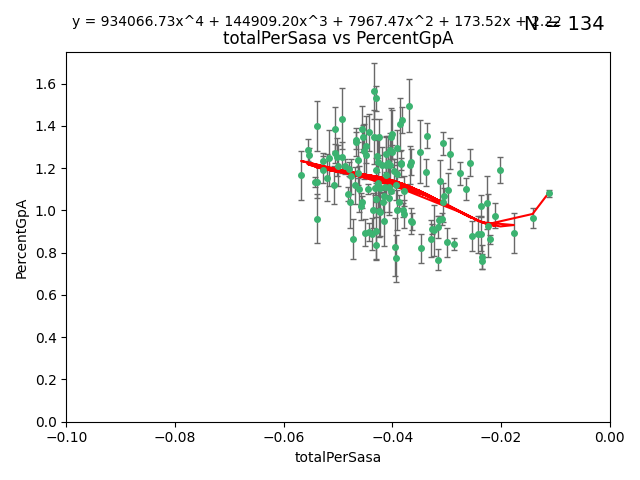 y = 934066.73x^4 + 144909.20x^3 + 7967.47x^2 + 173.52x + 2.22
N = 134
totalPerSasa vs PercentGpA
1.6
1.4
1.2
1.0
0.8
0.6
0.4
0.2
0.0
PercentGpA
−0.10 −0.08 −0.06 −0.04 −0.02 0.00
totalPerSasa